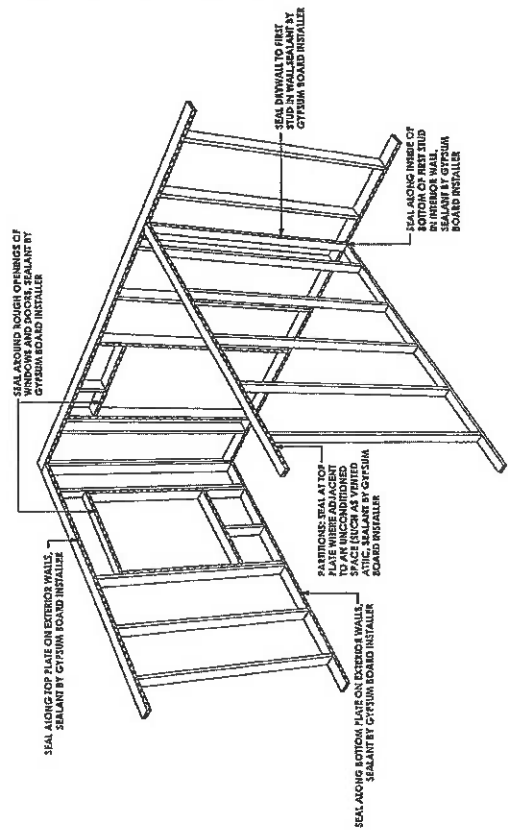 SEAL ALONG TOP PLATE ON EXTERIOR WALLS,
SEALANT BY GYPSUM BOARD INSTALLER
SEAL AROUND ROUGH OPENINGS OF
WINDOWS AND DOORS, SEALANT BY
GYPSUM BOARD INSTALLER
SEAL DRYWALL TO FIRST
STUD IN WALL, SEALANT BY
GYPSUM BOARD INSTALLER
SEAL ALONG BOTTOM PLATE ON EXTERIOR WALLS,
SEALANT BY GYPSUM BOARD INSTALLER
PARTITIONS: SEAL AT TOP
PLATE WHERE ADJACENT
TO AN UNCONDITIONED
SPACE (SUCH AS VENTED
ATTIC, SEALANT BY GYPSUM
BOARD INSTALLER
SEAL ALONG INSIDE OF
BOTTOM OF FIRST STUD
IN INTERIOR WALL,
SEALANT BY GYPSUM
BOARD INSTALLER